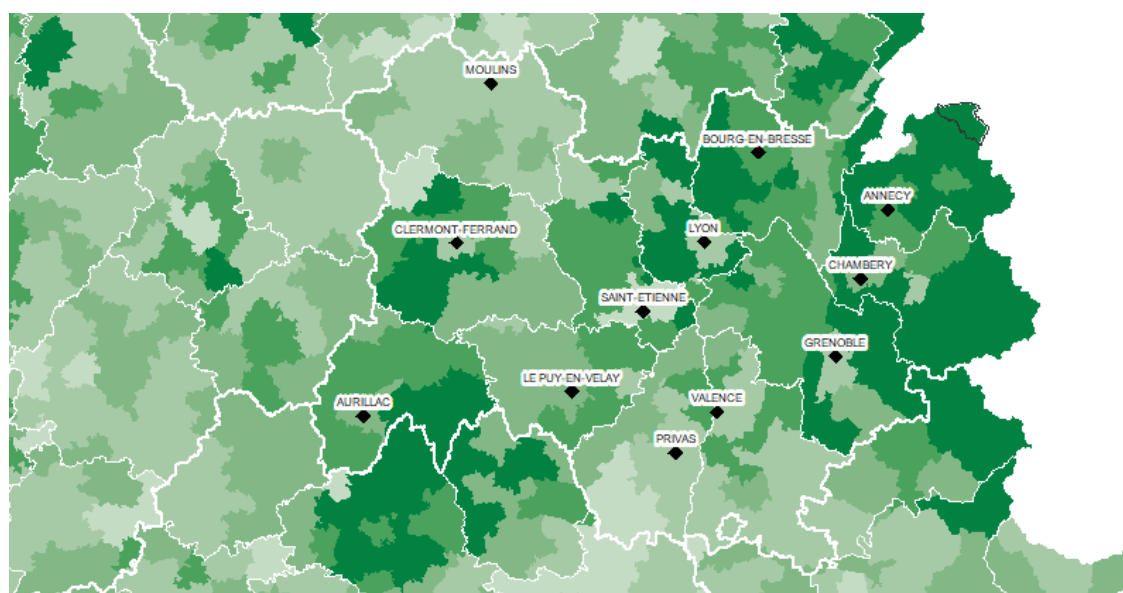 MOULINS
BOURG-EN-BRESSE
ANNECY
CLERMONT-FERRAND
LYON
CHAMBERY
SAINT-ETIENNE
GRENOBLE
LE PUY-EN-VELAY
AURILLAC
VALENCE
PRIVAS